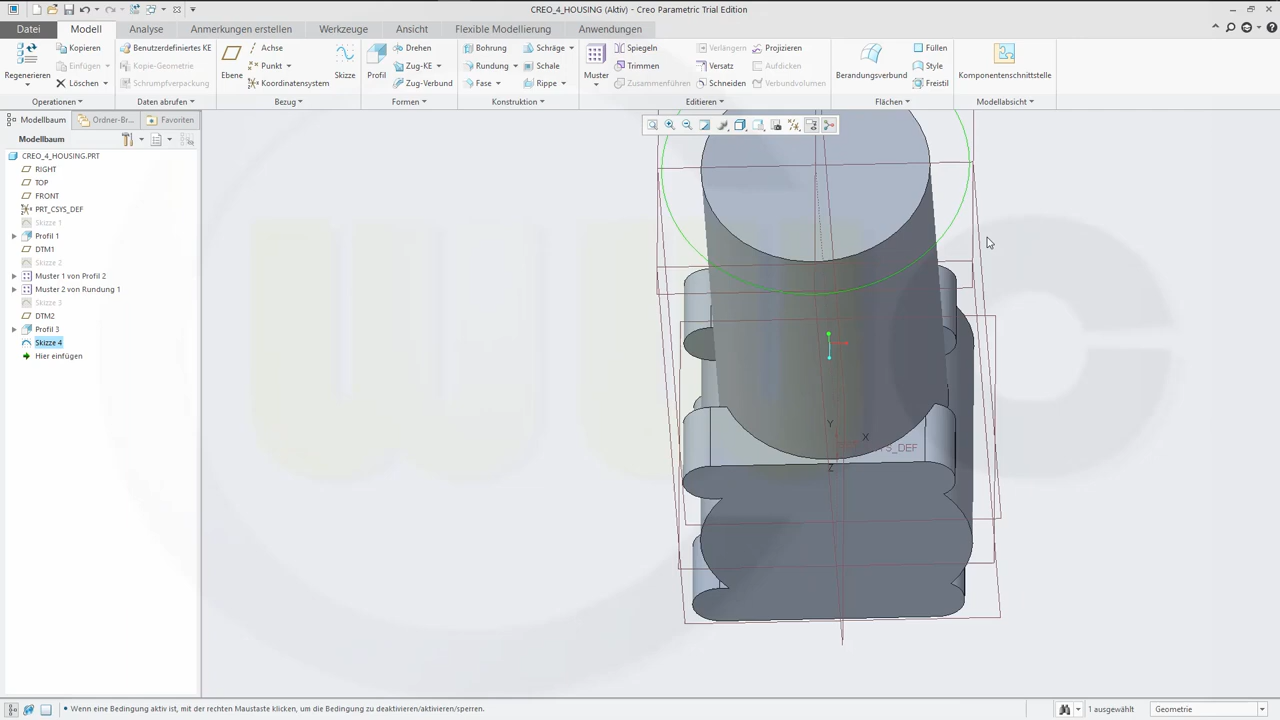 CREO_4_HOUSING (Aktiv) - Creo Parametric Trial Edition
Datei Modell Analyse Anmerkungen erstellen Werkzeuge Ansicht Flexible Modellierung Anwendungen
Kopieren Benutzerdefiniertes KE Achse Drehen Bohrung Schräge Spiegeln Verlängern Projizieren Füllen
Einfügen Kopie-Geometrie Punkt Zug-KE Rundung Schale Trimmen Versatz Aufdicken Style
Regenerieren Löschen Schrumpfverpackung Ebene Koordinatensystem Skizze Profil Zug-Verbund Fase Rippe Muster Zusammenführen Schneiden Verbundvolumen Berandungsverbund Freistil Komponentenschnittstelle
Operationen Daten abrufen Bezug Formen Konstruktion Editieren Flächen Modellabsicht
Modellbaum Ordner-Br... Favoriten
Modellbaum
CREO_4_HOUSING.PRT
RIGHT
TOP
FRONT
PRT_CSYS_DEF
Skizze 1
Profil 1
DTM1
Skizze 2
Muster 1 von Profil 2
Muster 2 von Rundung 1
Skizze 3
DTM2
Profil 3
Skizze 4
Hier einfügen
Y
X
YS_DEF
Z
Wenn eine Bedingung aktiv ist, mit der rechten Maustaste klicken, um die Bedingung zu deaktivieren/aktivieren/sperren.
1 ausgewählt
Geometrie